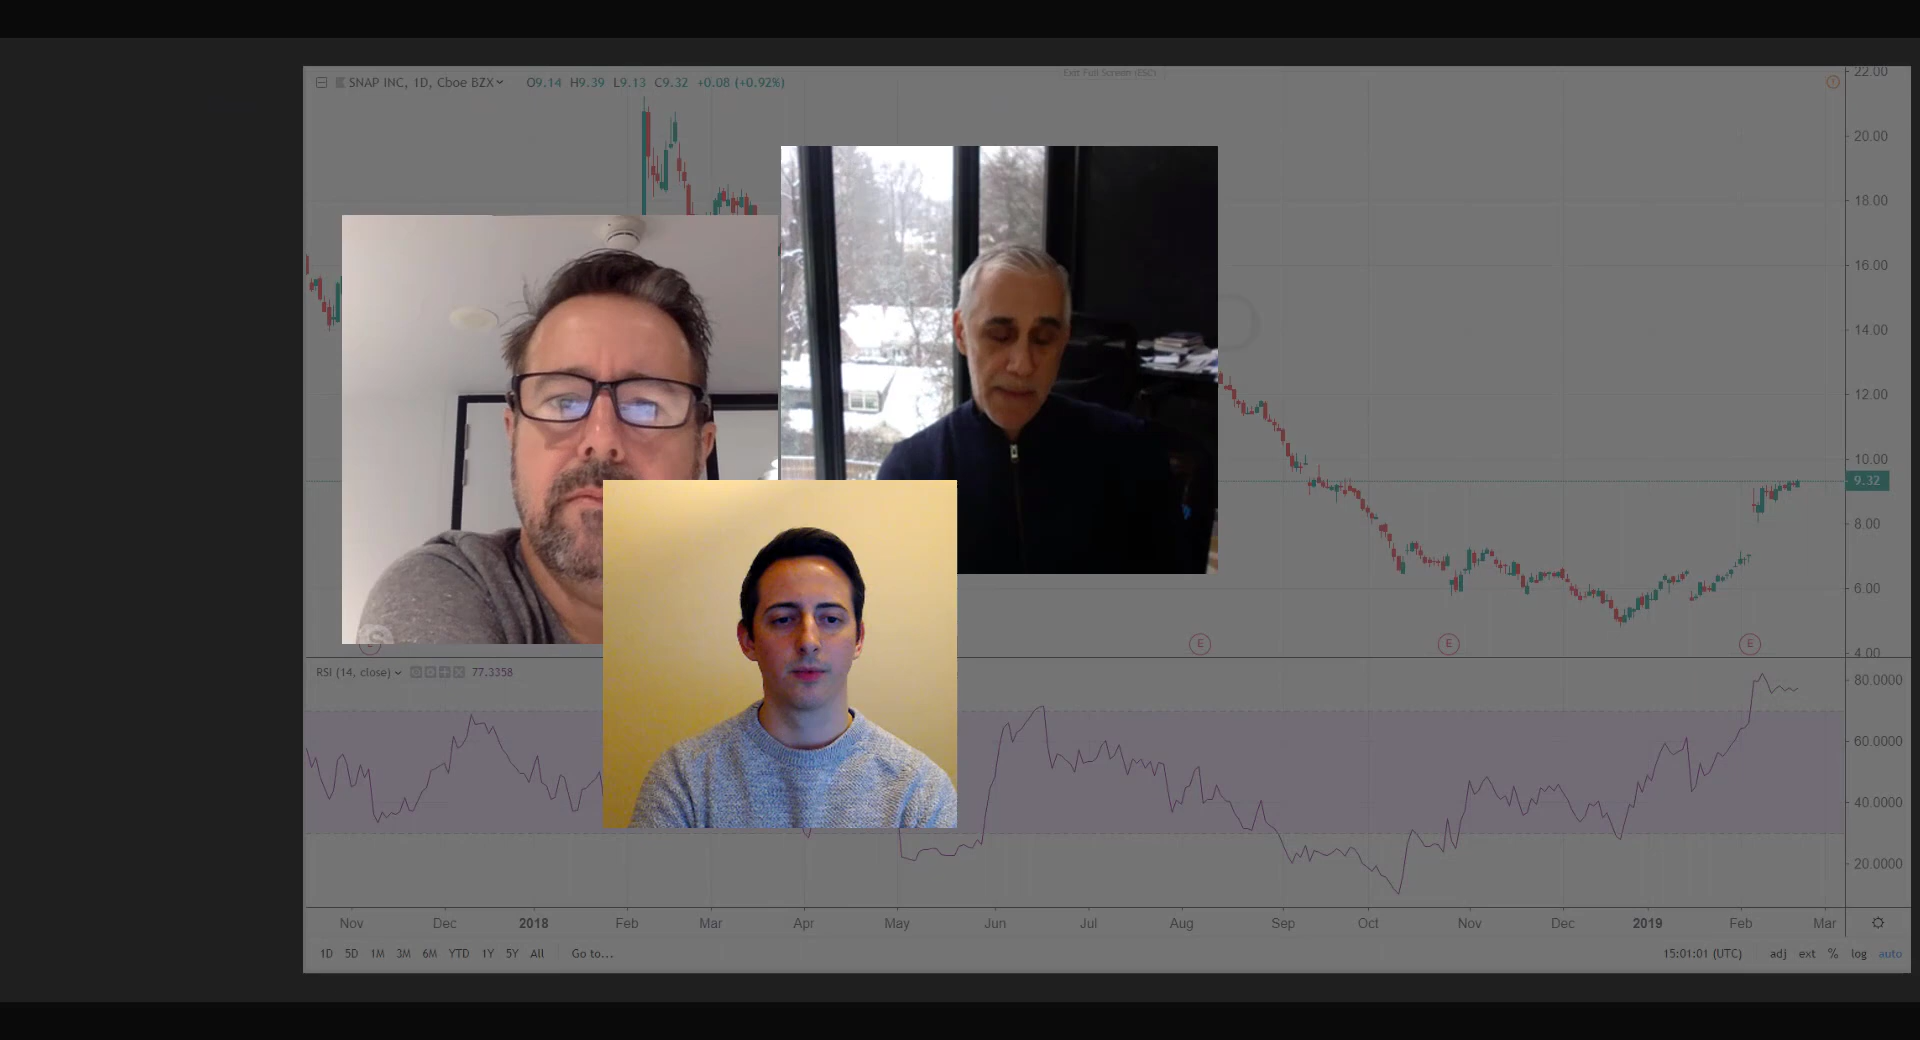 SNAP INC, 1D, Cboe BZX O9.14 H9.39 L9.13 C9.32 +0.08 (+0.92%)
Exit Full Screen (ESC)
22.00
20.00
18.00
16.00
14.00
12.00
10.00
9.32
8.00
6.00
4.00
E
E
E
RSI (14, close) 77.3358
80.0000
60.0000
40.0000
20.0000
Nov Dec 2018 Feb Mar Apr May Jun Jul Aug Sep Oct Nov Dec 2019 Feb Mar
1D 5D 1M 3M 6M YTD 1Y 5Y All Go to... 15:01:01 (UTC) adj ext % log auto